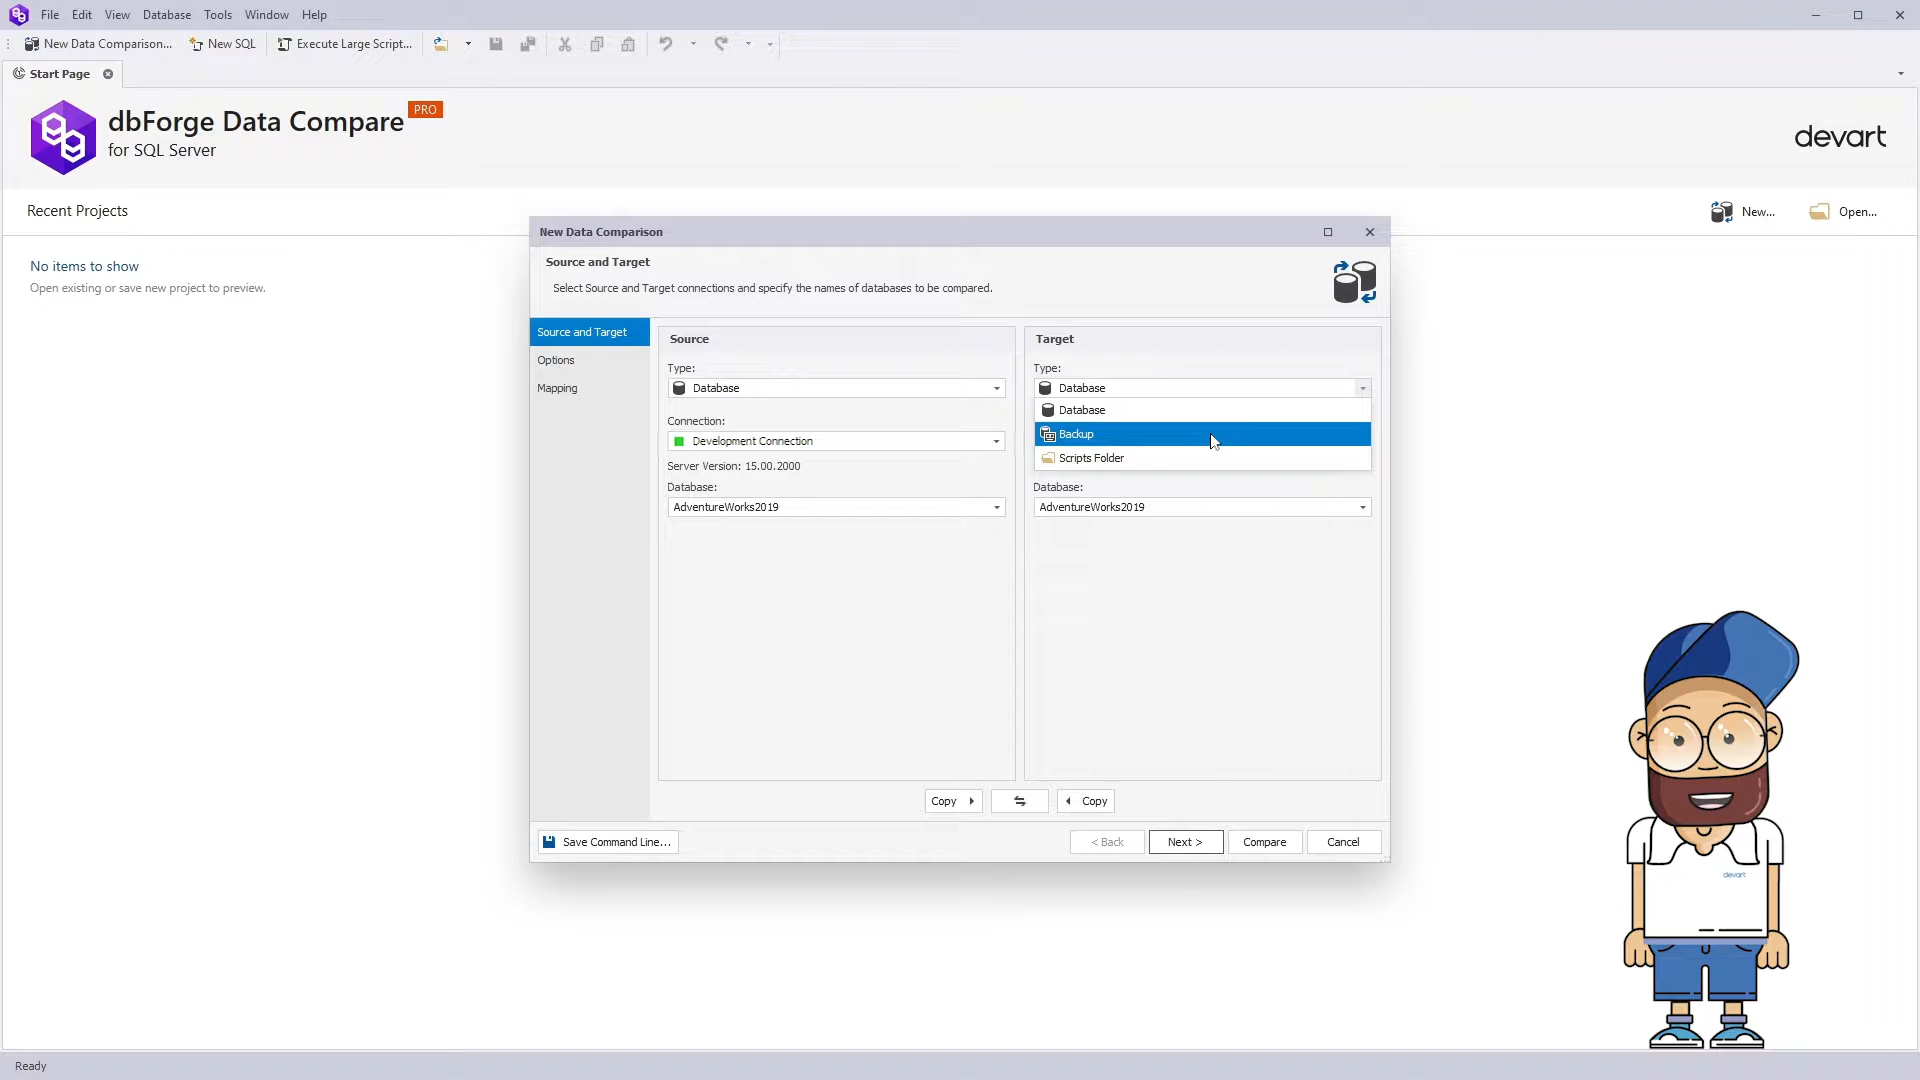 File Edit View Database Tools Window Help
New Data Comparison... New SQL Execute Large Script...
Start Page
dbForge Data Compare PRO
for SQL Server
devart
Recent Projects
New... Open...
No items to show
Open existing or save new project to preview.
New Data Comparison
Source and Target
Select Source and Target connections and specify the names of databases to be compared.
Source and Target
Options
Mapping
Source
Type:
Database
Connection:
Development Connection
Server Version: 15.00.2000
Database:
AdventureWorks2019
Target
Type:
Database
Database
Backup
Scripts Folder
Database:
AdventureWorks2019
Copy Copy
Save Command Line... < Back Next > Compare Cancel
devart
Ready